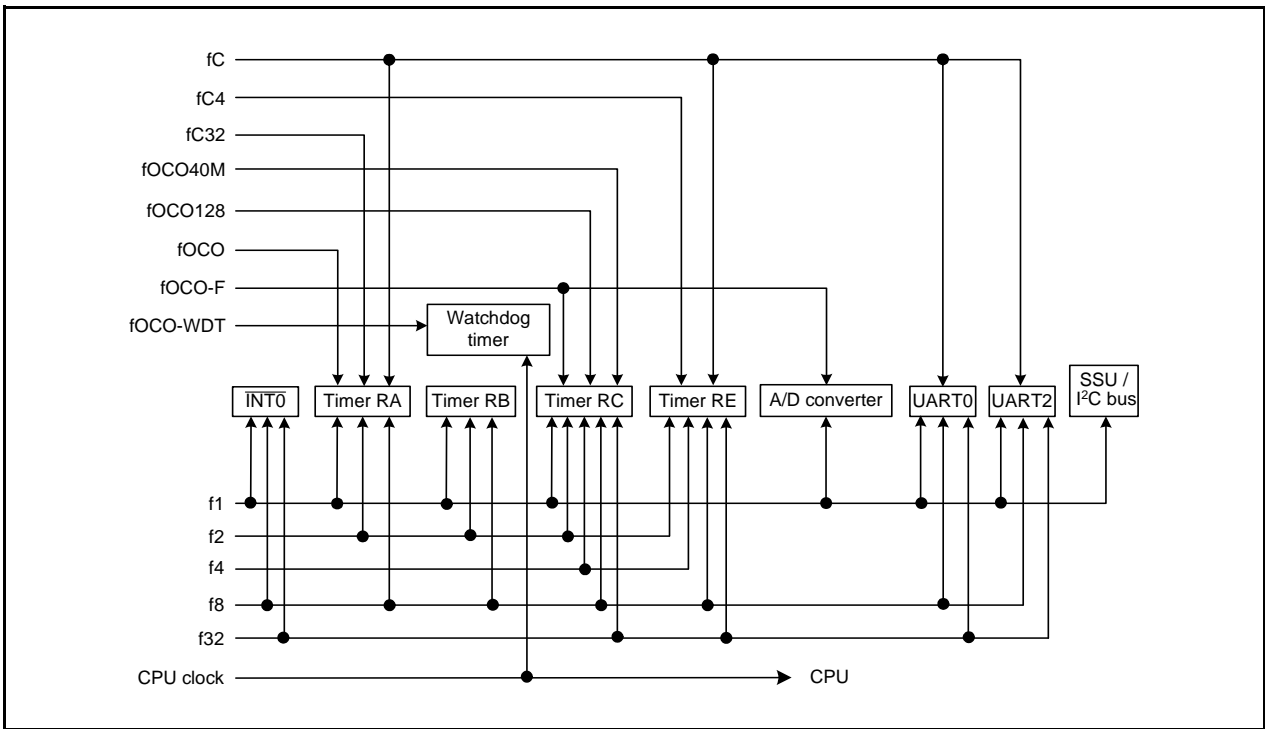 fC
fC4
fC32
fOCO40M
fOCO128
fOCO
fOCO-F
fOCO-WDT
Watchdog
timer
INT0
Timer RA
Timer RB
Timer RC
Timer RE
A/D converter
UART0
UART2
SSU /
I²C bus
f1
f2
f4
f8
f32
CPU clock
CPU